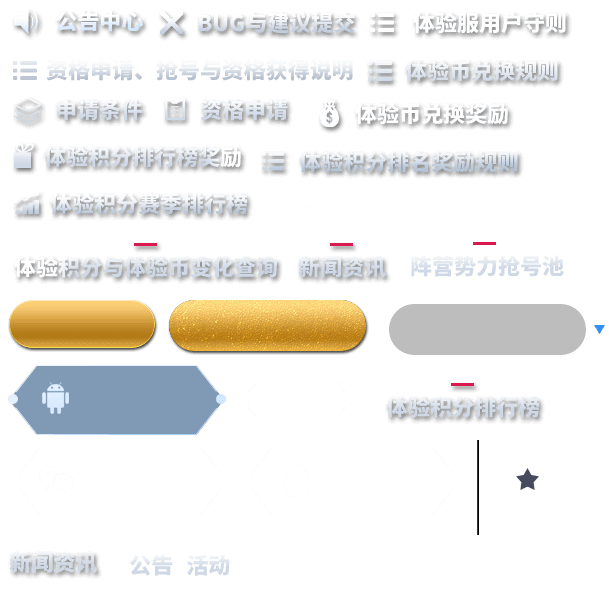 公告中心 BUG与建议提交 体验服用户守则
资格申请、抢号与资格获得说明 体验币兑换规则
申请条件 资格申请 体验币兑换奖励
体验积分排行榜奖励 体验积分排名奖励规则
体验积分赛季排行榜
体验积分与体验币变化查询 新闻资讯 阵营势力抢号池
体验积分排行榜
新闻资讯 公告 活动